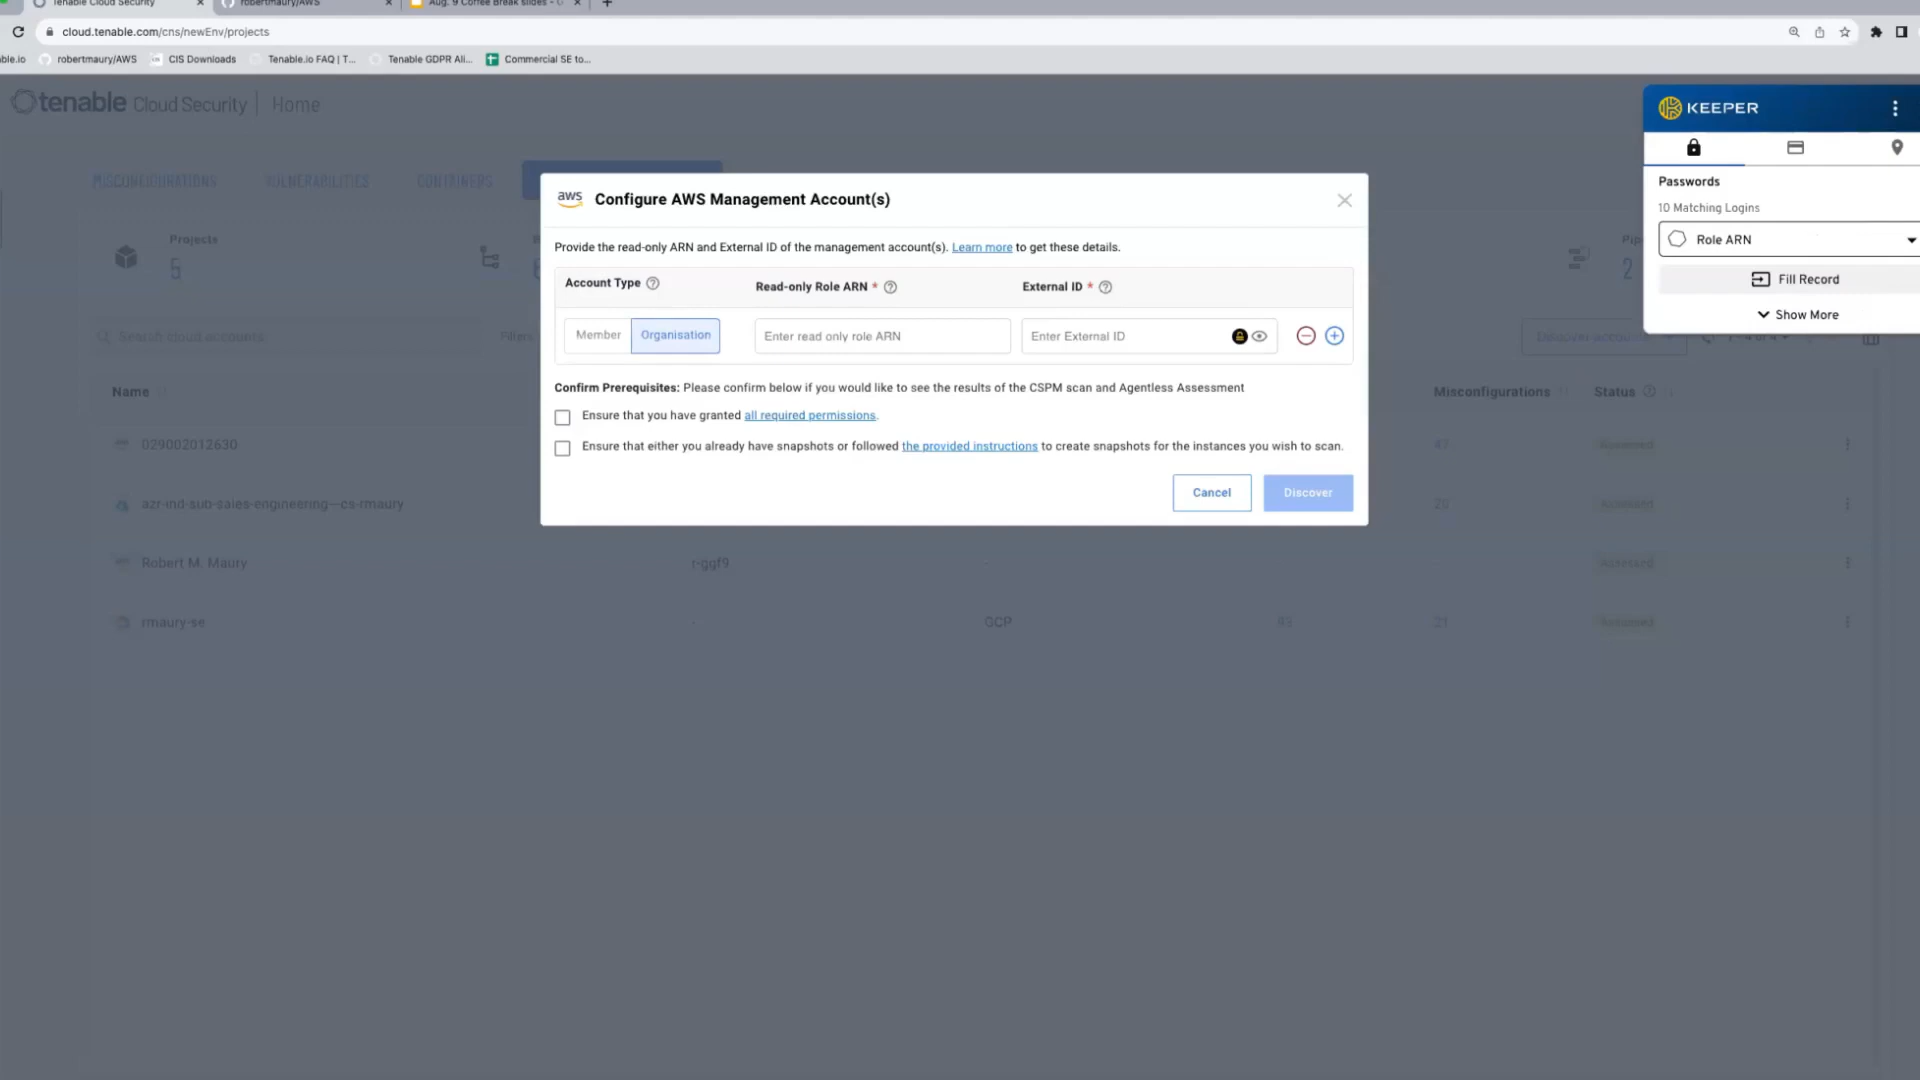 Tenable Cloud Security
robertmaury/AWS
Aug. 9 Coffee Break slides - G
cloud.tenable.com/cns/newEnv/projects
ble.io
robertmaury/AWS
CIS Downloads
Tenable.io FAQ | T...
Tenable GDPR Ali...
Commercial SE to...
tenable Cloud Security | Home
KEEPER
Passwords
10 Matching Logins
Role ARN
Fill Record
Show More
MISCONFIGURATIONS
VULNERABILITIES
CONTAINERS
Projects
5
Pip
2
aws
Configure AWS Management Account(s)
Provide the read-only ARN and External ID of the management account(s). Learn more to get these details.
Account Type
Read-only Role ARN *
External ID *
Member
Organisation
Enter read only role ARN
Enter External ID
Confirm Prerequisites: Please confirm below if you would like to see the results of the CSPM scan and Agentless Assessment
Ensure that you have granted all required permissions.
Ensure that either you already have snapshots or followed the provided instructions to create snapshots for the instances you wish to scan.
Cancel
Discover
Search cloud accounts
Filters
Name
Misconfigurations
Status
029002012630
azr-ind-sub-sales-engineering--cs-rmaury
20
Robert M. Maury
r-ggf9
-
Assessed
rmaury-se
-
GCP
21